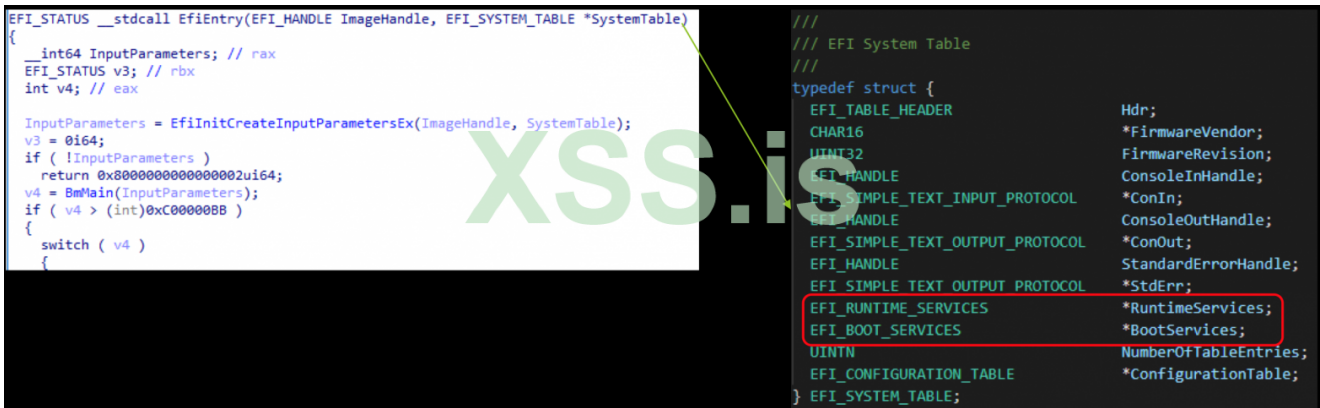 EFI_STATUS __stdcall EfiEntry(EFI_HANDLE ImageHandle, EFI_SYSTEM_TABLE *SystemTable)
{
__int64 InputParameters; // rax
EFI_STATUS v3; // rbx
int v4; // eax
InputParameters = EfiInitCreateInputParametersEx(ImageHandle, SystemTable);
v3 = 0i64;
if ( !InputParameters )
return 0x8000000000000002ui64;
v4 = BmMain(InputParameters);
if ( v4 > (int)0xC00000BB )
{
switch ( v4 )
{
XSS.is
///
/// EFI System Table
///
typedef struct {
EFI_TABLE_HEADER Hdr;
CHAR16 *FirmwareVendor;
UINT32 FirmwareRevision;
EFI_HANDLE ConsoleInHandle;
EFI_SIMPLE_TEXT_INPUT_PROTOCOL *ConIn;
EFI_HANDLE ConsoleOutHandle;
EFI_SIMPLE_TEXT_OUTPUT_PROTOCOL *ConOut;
EFI_HANDLE StandardErrorHandle;
EFI_SIMPLE_TEXT_OUTPUT_PROTOCOL *StdErr;
EFI_RUNTIME_SERVICES *RuntimeServices;
EFI_BOOT_SERVICES *BootServices;
UINTN NumberOfTableEntries;
EFI_CONFIGURATION_TABLE *ConfigurationTable;
} EFI_SYSTEM_TABLE;